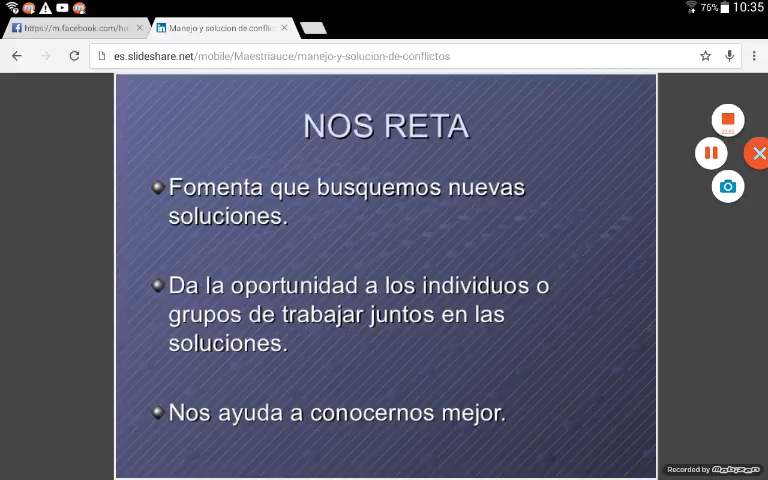 76% 10:35
https://m.facebook.com/ho
Manejo y solucion de conflic
es.slideshare.net/mobile/Maestriauce/manejo-y-solucion-de-conflictos
NOS RETA
Fomenta que busquemos nuevas
soluciones.
Da la oportunidad a los individuos o
grupos de trabajar juntos en las
soluciones.
Nos ayuda a conocernos mejor.
Recorded by Mobizen